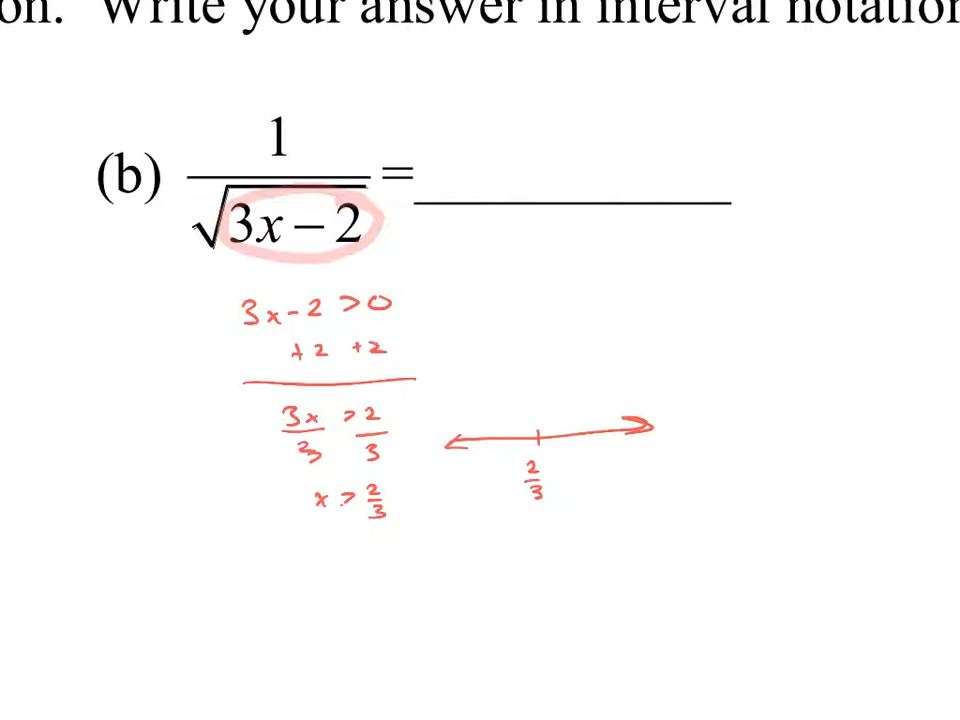 on. Write your answer in interval notation
(b) 1/√(3x − 2) = ____________
3x - 2 > 0
+2 +2
3x/3 > 2/3
x > 2/3
2/3